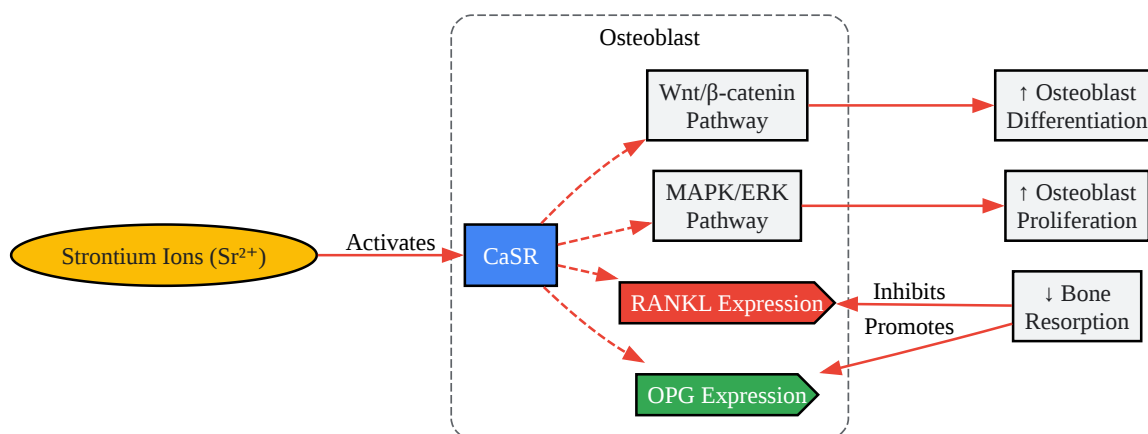 Osteoblast
Wnt/β-catenin
Pathway
↑ Osteoblast
Differentiation
MAPK/ERK
Pathway
↑ Osteoblast
Proliferation
Strontium Ions (Sr²⁺)
Activates
CaSR
RANKL Expression
Inhibits
Promotes
↓ Bone
Resorption
OPG Expression